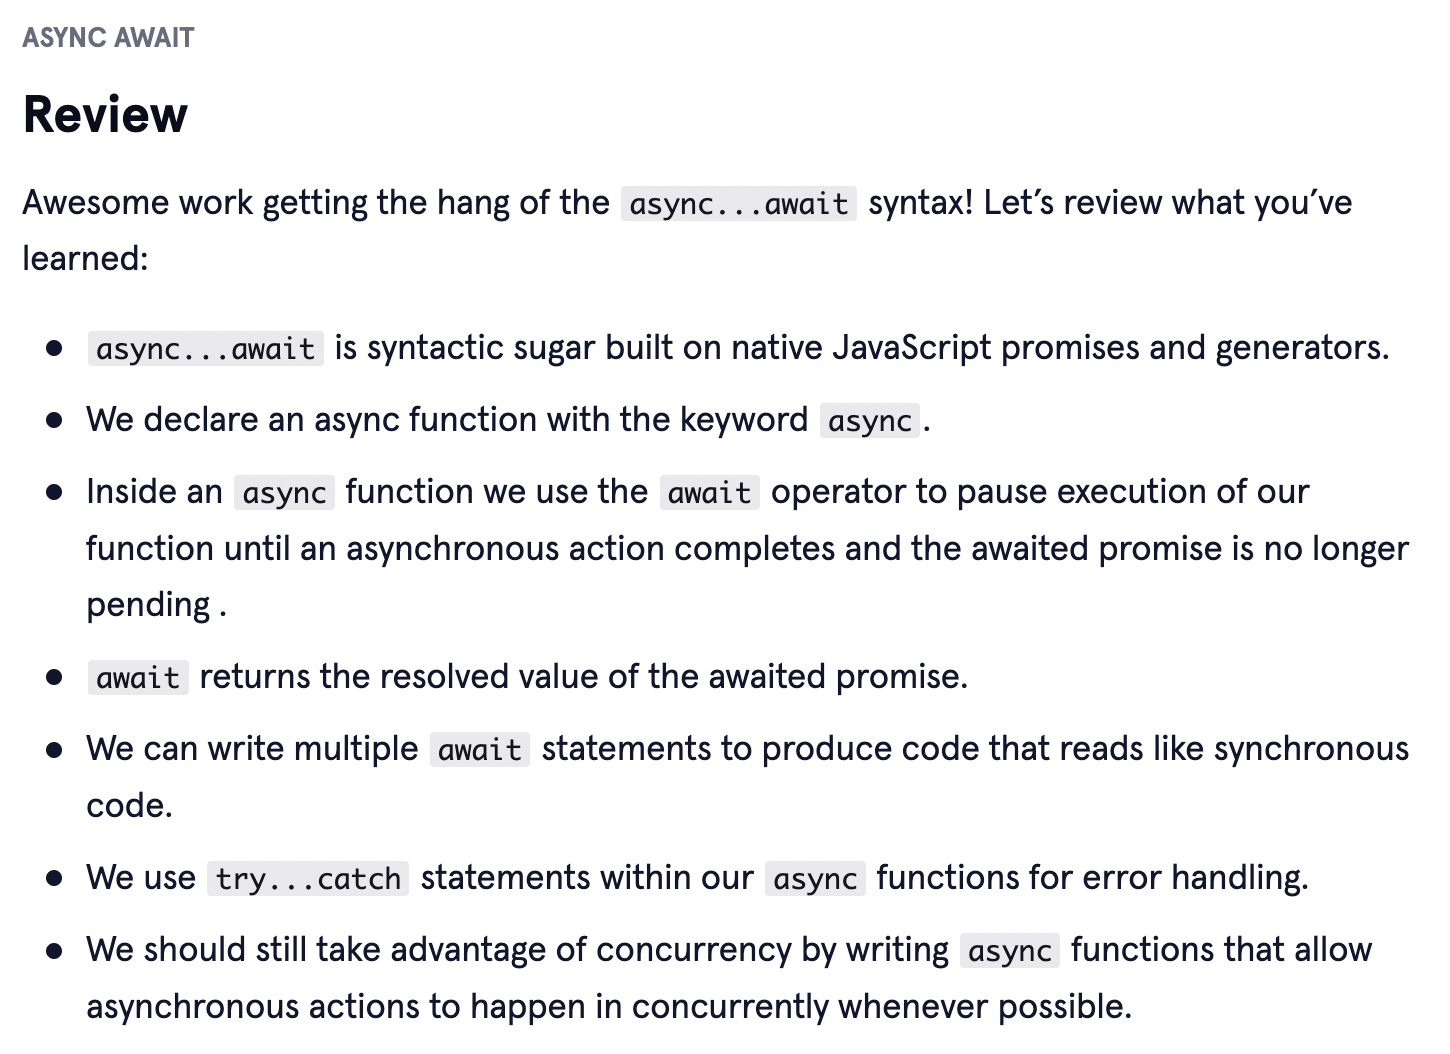 ASYNC AWAIT
Review
Awesome work getting the hang of the async...await syntax! Let’s review what you’ve
learned:
● async...await is syntactic sugar built on native JavaScript promises and generators.
● We declare an async function with the keyword async.
● Inside an async function we use the await operator to pause execution of our
function until an asynchronous action completes and the awaited promise is no longer
pending .
● await returns the resolved value of the awaited promise.
● We can write multiple await statements to produce code that reads like synchronous
code.
● We use try...catch statements within our async functions for error handling.
● We should still take advantage of concurrency by writing async functions that allow
asynchronous actions to happen in concurrently whenever possible.